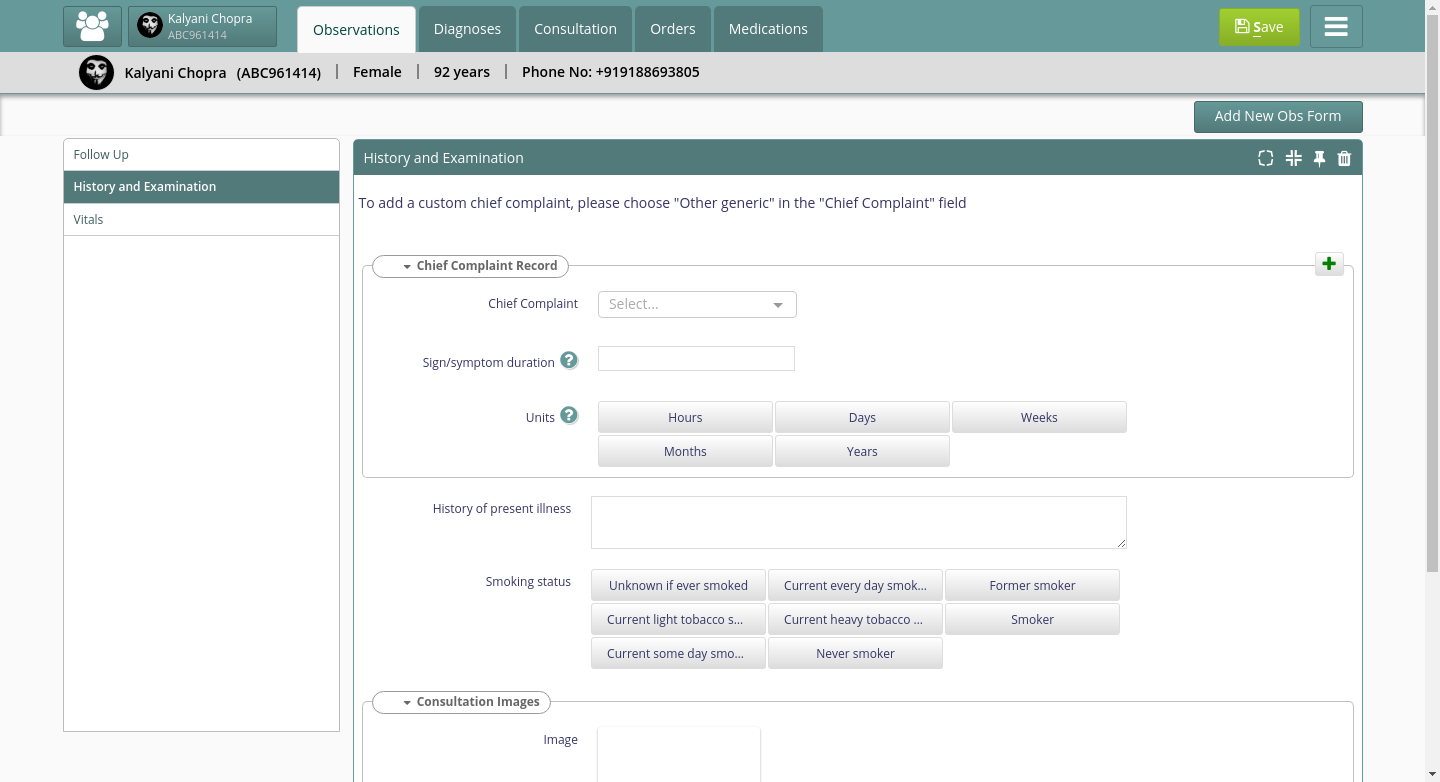 Kalyani Chopra
ABC961414
Observations
Diagnoses
Consultation
Orders
Medications
Save
Kalyani Chopra (ABC961414) | Female | 92 years | Phone No: +919188693805
Add New Obs Form
Follow Up
History and Examination
Vitals
History and Examination
To add a custom chief complaint, please choose "Other generic" in the "Chief Complaint" field
Chief Complaint Record
Chief Complaint
Select...
Sign/symptom duration
Units
Hours
Days
Weeks
Months
Years
History of present illness
Smoking status
Unknown if ever smoked
Current every day smok...
Former smoker
Current light tobacco s...
Current heavy tobacco ...
Smoker
Current some day smo...
Never smoker
Consultation Images
Image